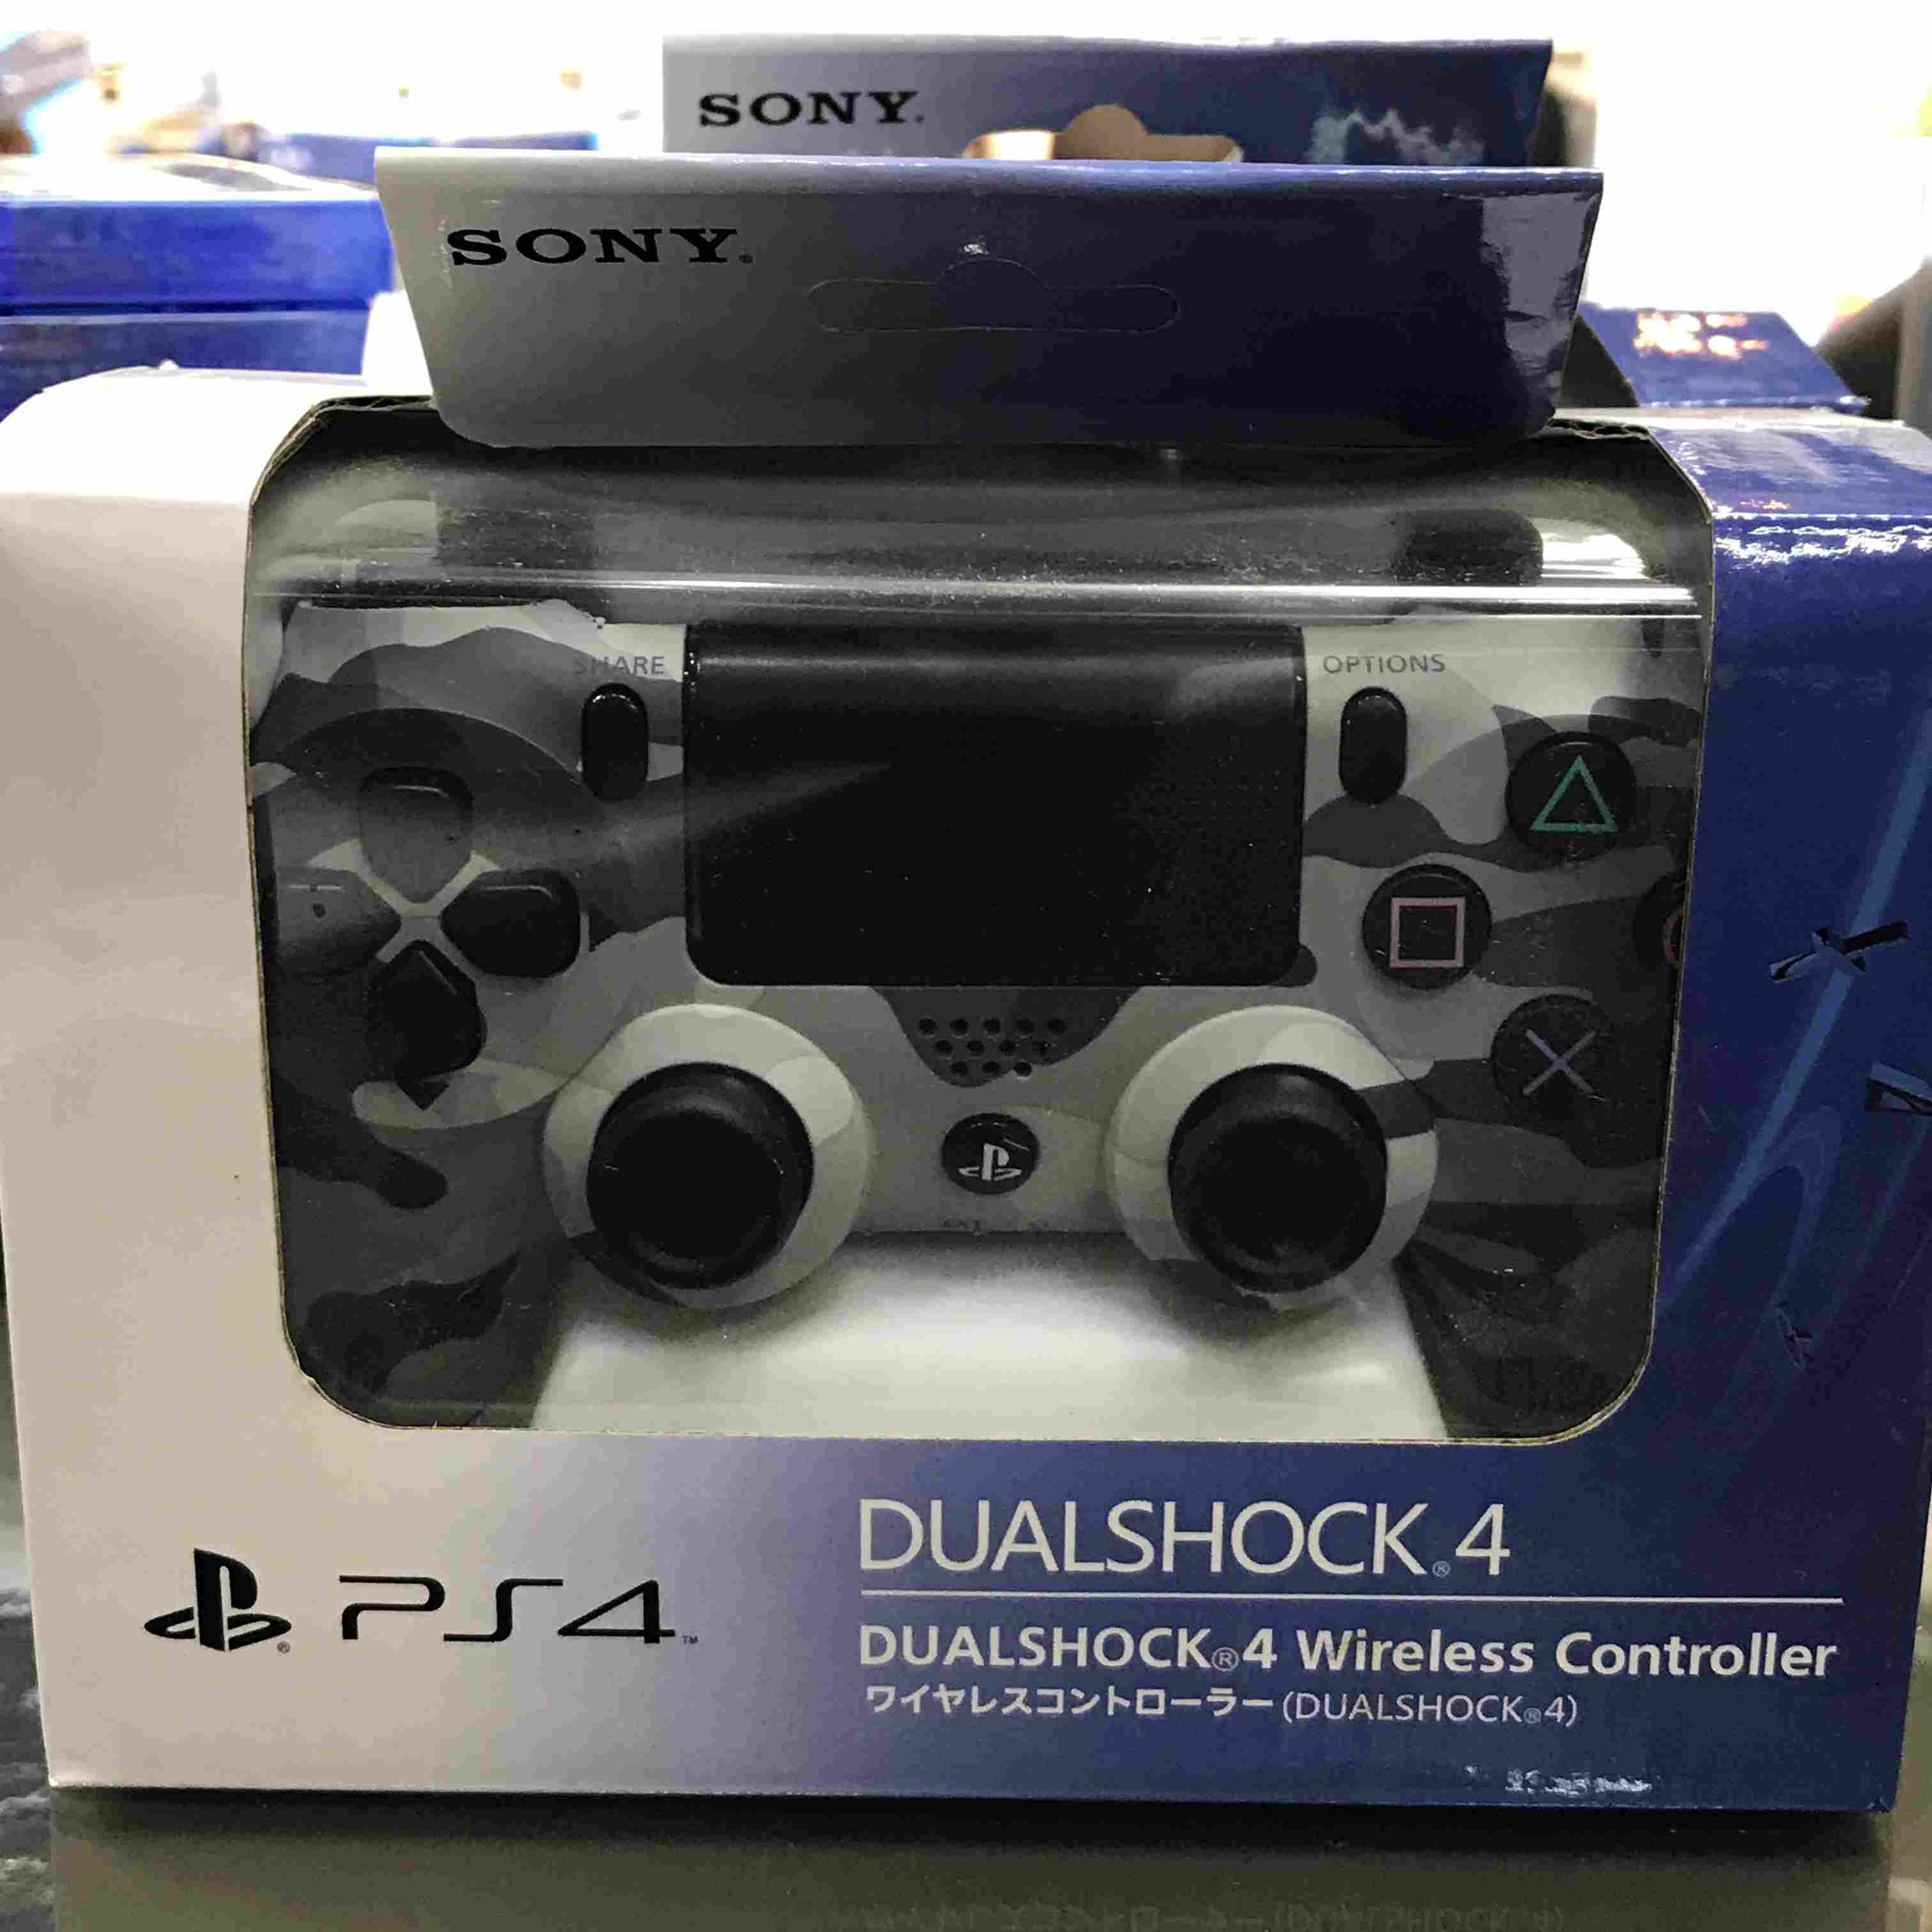 SONY.
SONY.
SHARE
OPTIONS
PS4™
DUALSHOCK®4
DUALSHOCK®4 Wireless Controller
ワイヤレスコントローラー(DUALSHOCK®4)